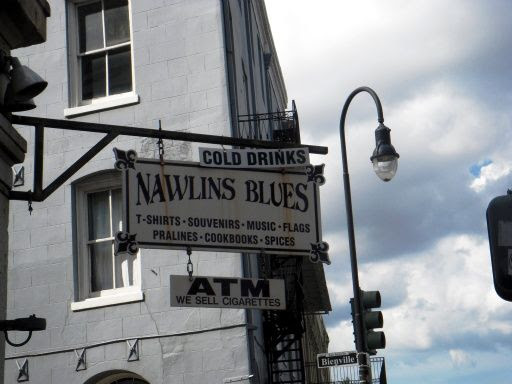 COLD DRINKS
NAWLINS BLUES
T-SHIRTS • SOUVENIRS • MUSIC • FLAGS
PRALINES • COOKBOOKS • SPICES
ATM
WE SELL CIGARETTES
Bienville